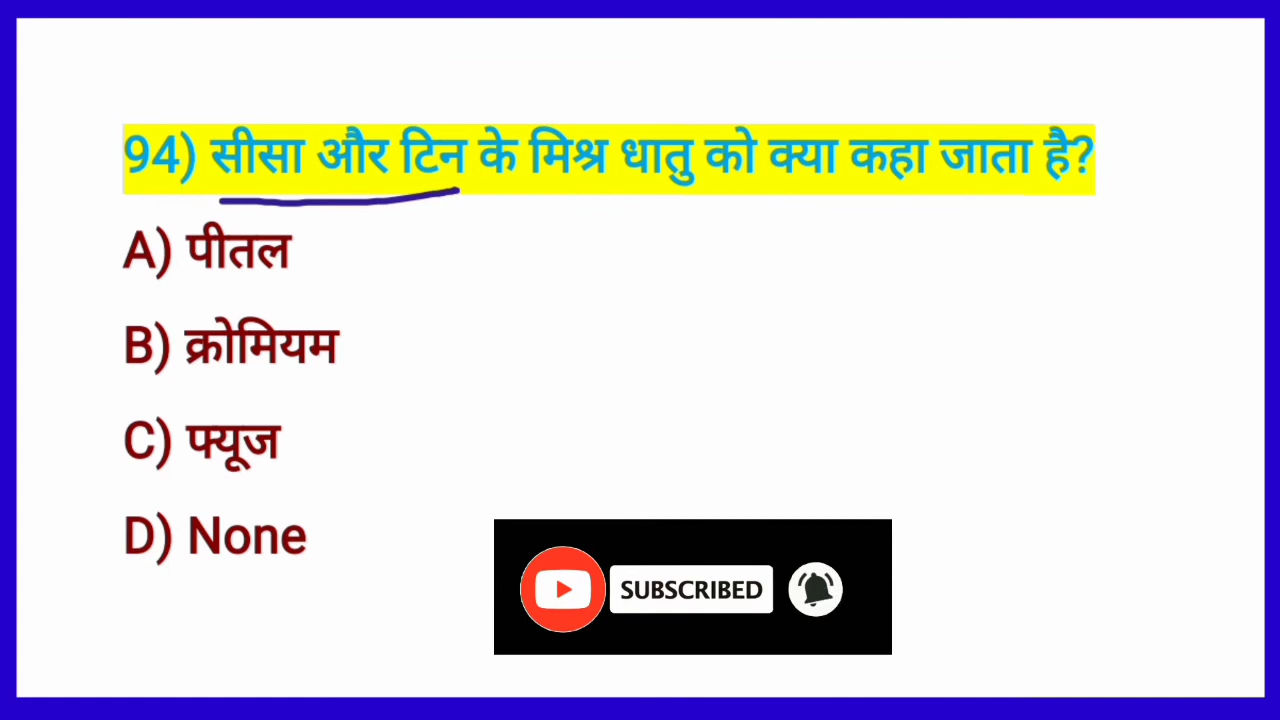 94) सीसा और टिन के मिश्र धातु को क्या कहा जाता है?
A) पीतल
B) क्रोमियम
C) फ्यूज
D) None
SUBSCRIBED